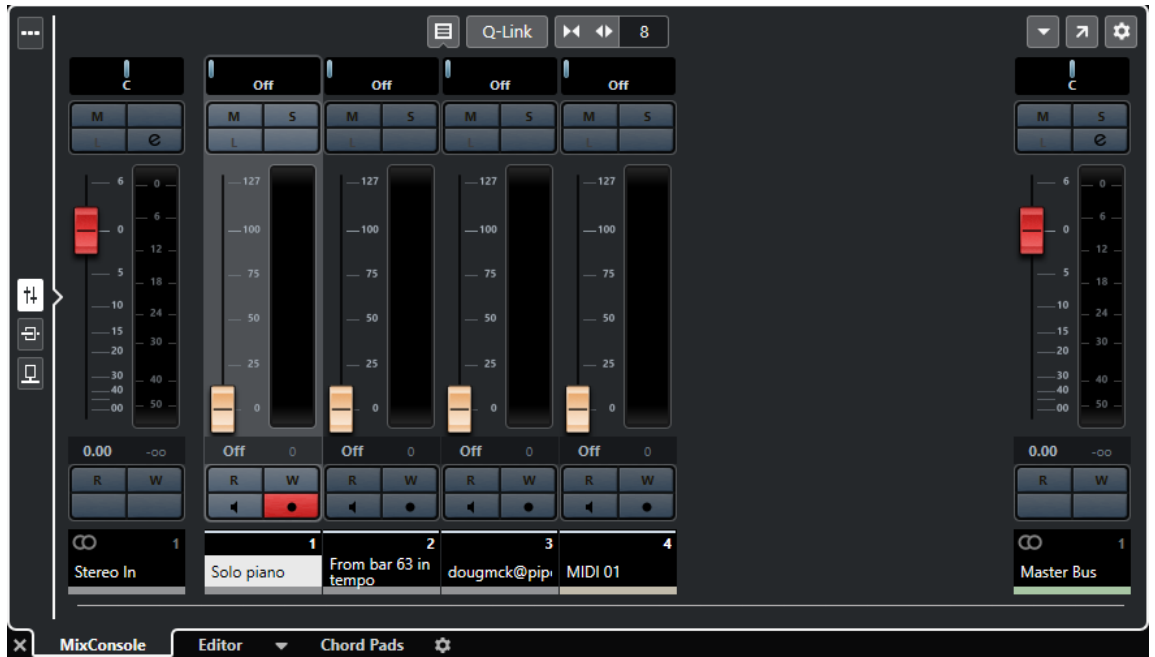 Q-Link 8
C Off Off Off Off C
M M S M S M S M S M S
L e L L L L L e
6 0 127 127 127 127 6 0
0 6 100 100 100 100 0 6
12 12
5 18 75 75 75 75 5 18
10 24 50 50 50 50 10 24
15 30 15 30
20 25 25 25 25 20
30 40 30 40
40 0 0 0 0 40
00 50 00 50
0.00 -oo Off 0 Off 0 Off 0 Off 0 0.00 -oo
R W R W R W R W R W R W
1 1 2 3 4 1
Stereo In Solo piano From bar 63 in dougmck@pip MIDI 01 Master Bus
tempo
MixConsole Editor Chord Pads